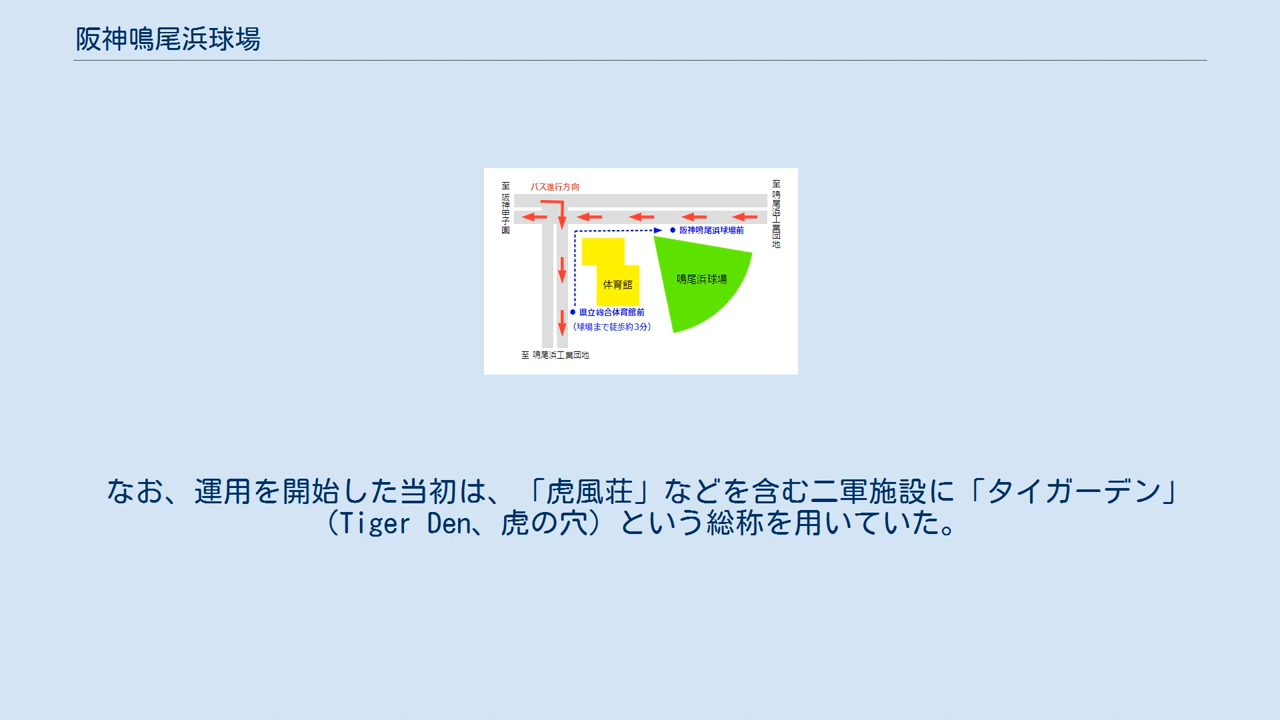 阪神鳴尾浜球場
至 阪神甲子園
バス進行方向
至 鳴尾浜工業団地
阪神鳴尾浜球場前
体育館
鳴尾浜球場
県立総合体育館前
（球場まで徒歩約3分）
至 鳴尾浜工業団地
なお、運用を開始した当初は、「虎風荘」などを含む二軍施設に「タイガーデン」
（Tiger Den、虎の穴）という総称を用いていた。